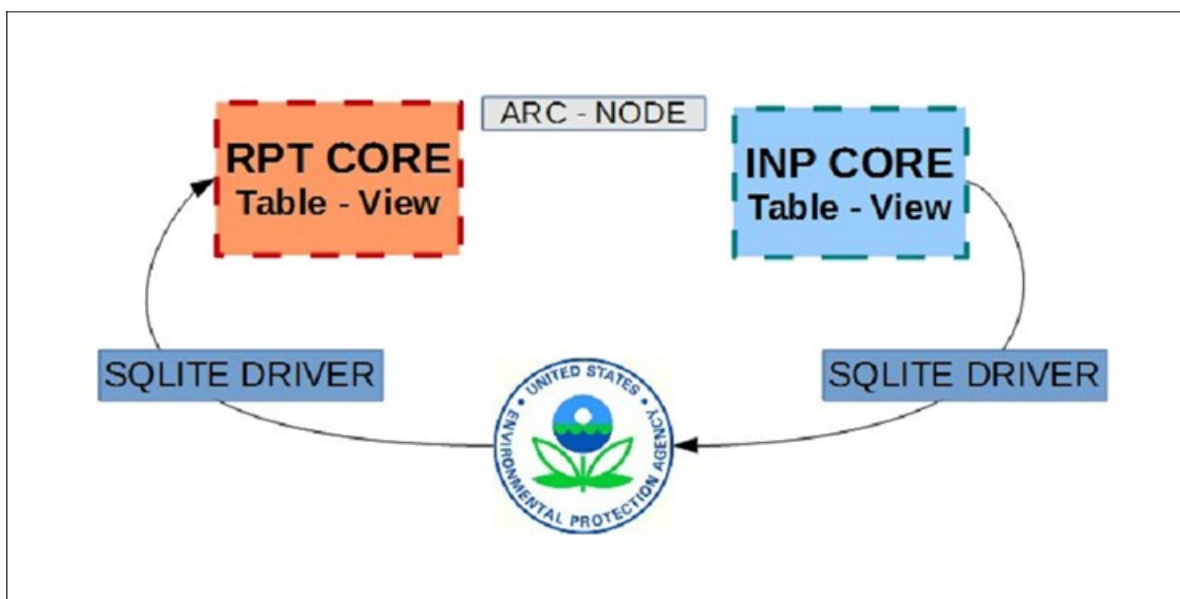 ARC - NODE
RPT CORE
Table - View
INP CORE
Table - View
SQLITE DRIVER
SQLITE DRIVER
UNITED STATES
ENVIRONMENTAL PROTECTION AGENCY